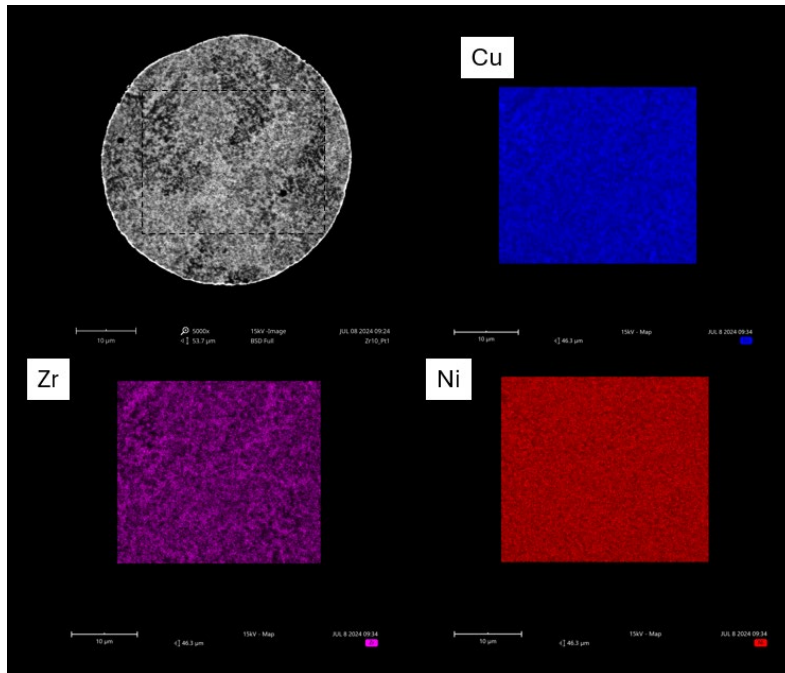 Cu
10 µm
5000x
53.7 µm
15kV -Image
BSD Full
JUL 08 2024 09:24
Zr10_Pt1
10 µm
46.3 µm
15kV - Map
JUL 8 2024 09:34
Zr
Ni
10 µm
46.3 µm
15kV - Map
JUL 8 2024 09:34
10 µm
46.3 µm
15kV - Map
JUL 8 2024 09:34